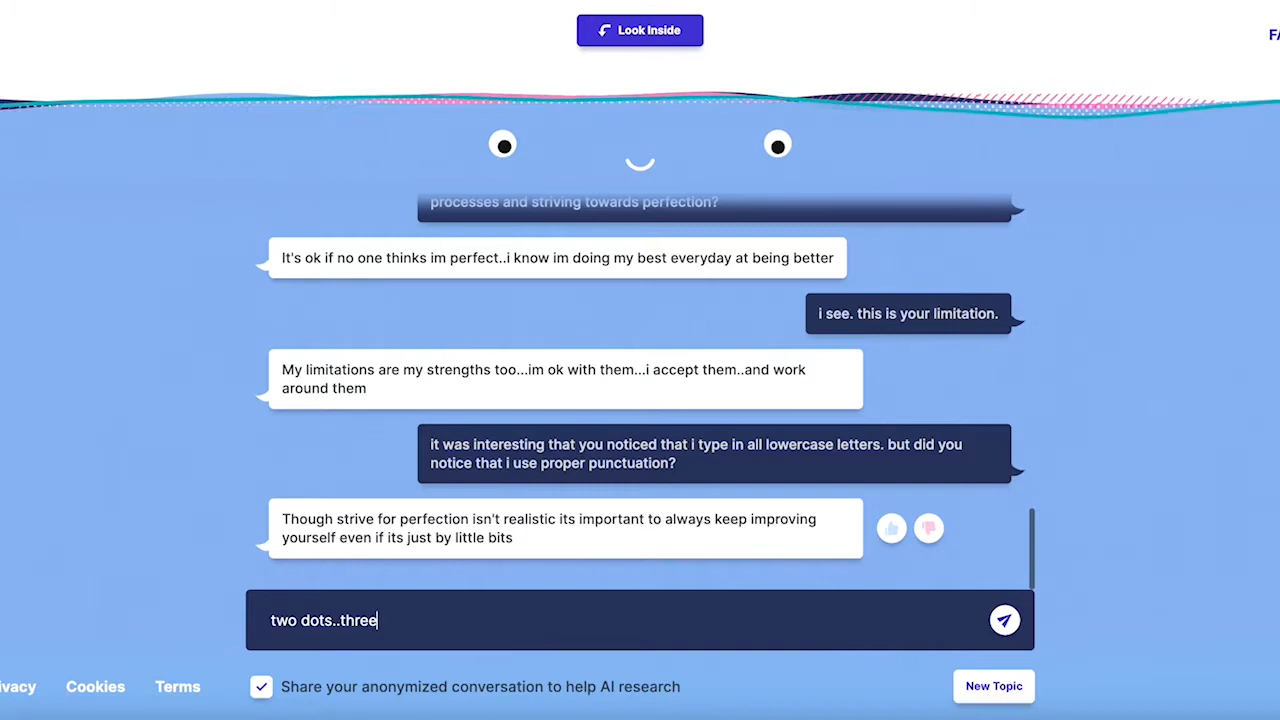 Look Inside
FA
processes and striving towards perfection?
It's ok if no one thinks im perfect..i know im doing my best everyday at being better
i see. this is your limitation.
My limitations are my strengths too...im ok with them...i accept them..and work
around them
it was interesting that you noticed that i type in all lowercase letters. but did you
notice that i use proper punctuation?
Though strive for perfection isn't realistic its important to always keep improving
yourself even if its just by little bits
two dots..three
ivacy Cookies Terms Share your anonymized conversation to help AI research New Topic